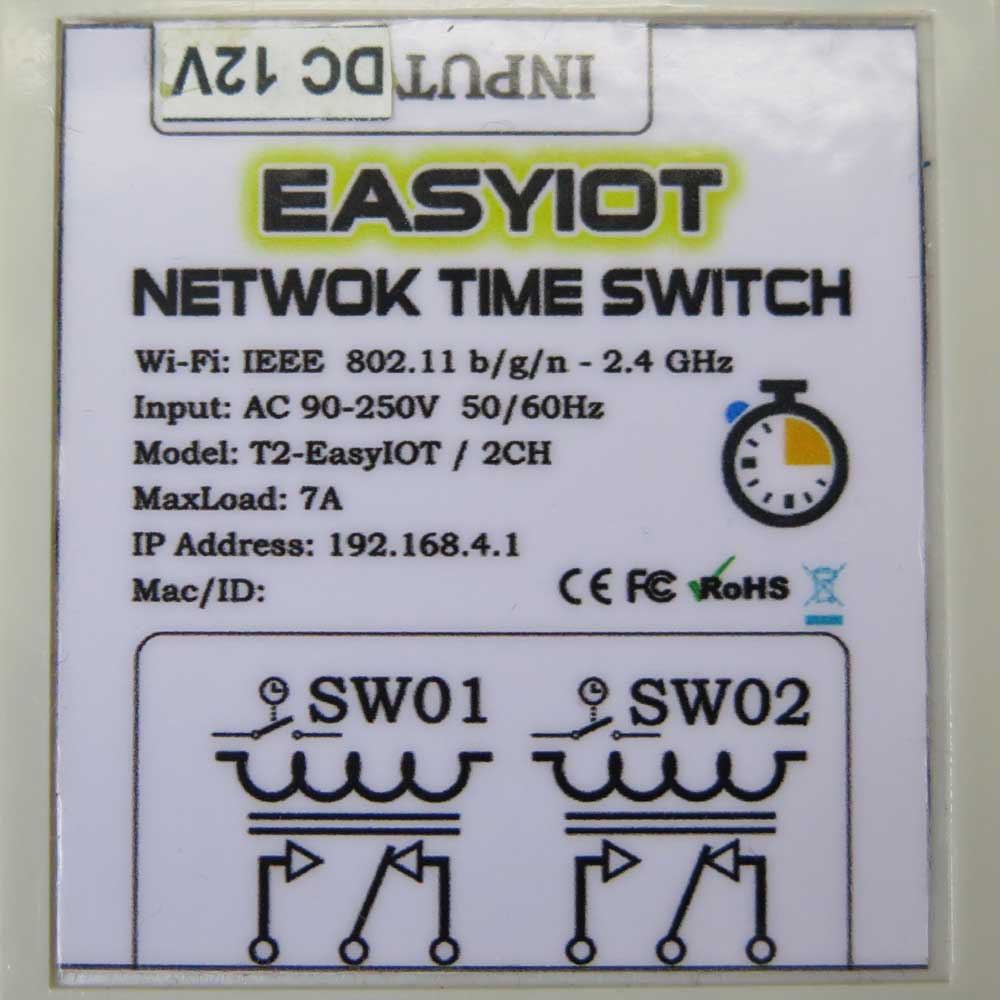 INPUT DC 12V
EASYIOT
NETWOK TIME SWITCH
Wi-Fi: IEEE 802.11 b/g/n - 2.4 GHz
Input: AC 90-250V 50/60Hz
Model: T2-EasyIOT / 2CH
MaxLoad: 7A
IP Address: 192.168.4.1
Mac/ID:
CE FC RoHS
SW01 SW02